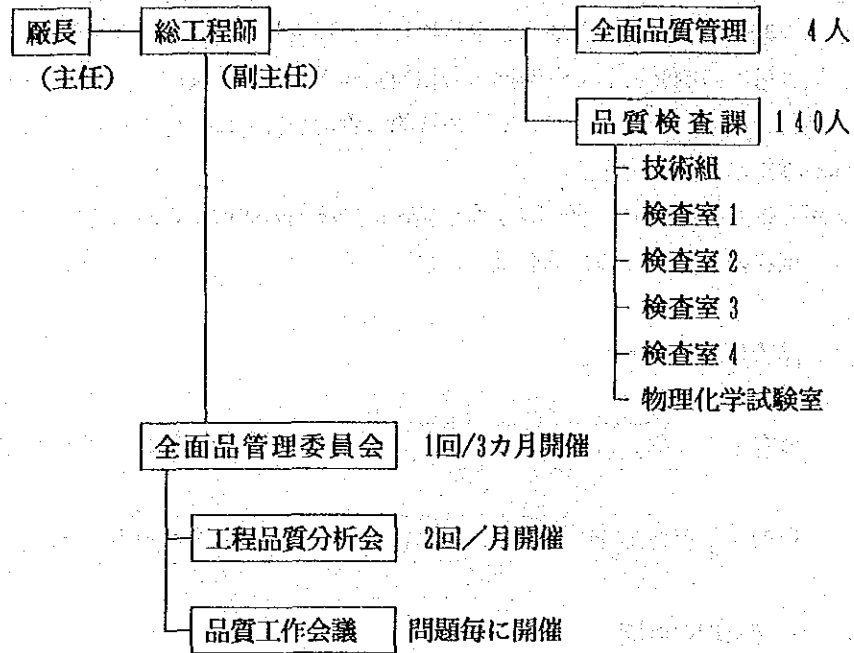 厰長 総工程師 全面品質管理 4人
(主任) (副主任)
品質検査課 140人
技術組
検査室1
検査室2
検査室3
検査室4
物理化学試験室
全面品管理委員会 1回/3カ月開催
工程品質分析会 2回/月開催
品質工作会議 問題毎に開催